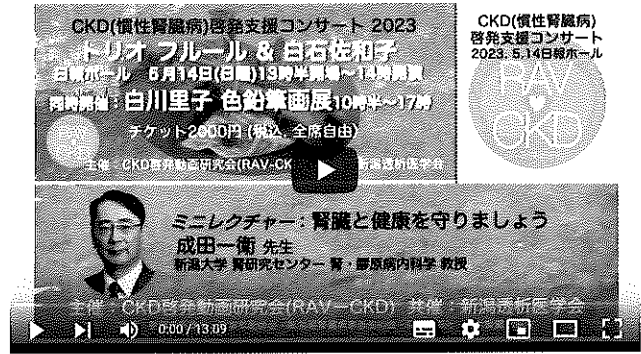 CKD(慢性腎臓病)啓発支援コンサート 2023
トリオ フルール & 白石佐和子
日報ホール 5月14日(日曜)13時半開場~14時開演
同時開催:白川里子 色鉛筆画展10時半~17時
チケット2000円 (税込, 全席自由)
主催:CKD啓発動画研究会(RAV-CK 新潟透析医学会
CKD(慢性腎臓病)
啓発支援コンサート
2023. 5.14日報ホール
RAV
CKD
ミニレクチャー:腎臓と健康を守りましょう
成田一衛 先生
新潟大学 腎研究センター 腎・膠原病内科学 教授
主催:CKD啓発動画研究会(RAV-CKD) 共催:新潟透析医学会
0:00 / 13:09